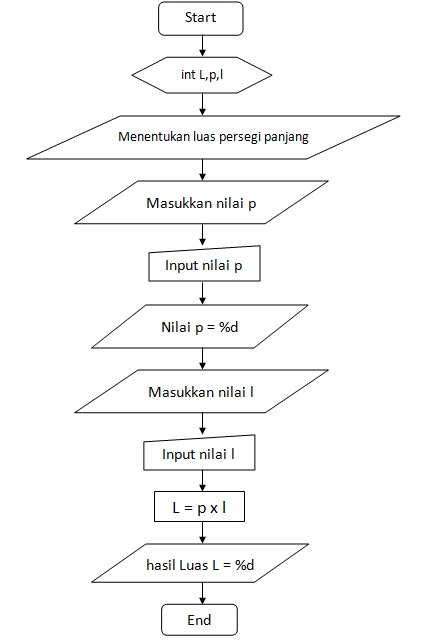 Start
int L,p,l
Menentukan luas persegi panjang
Masukkan nilai p
Input nilai p
Nilai p = %d
Masukkan nilai l
Input nilai l
L = p x l
hasil Luas L = %d
End